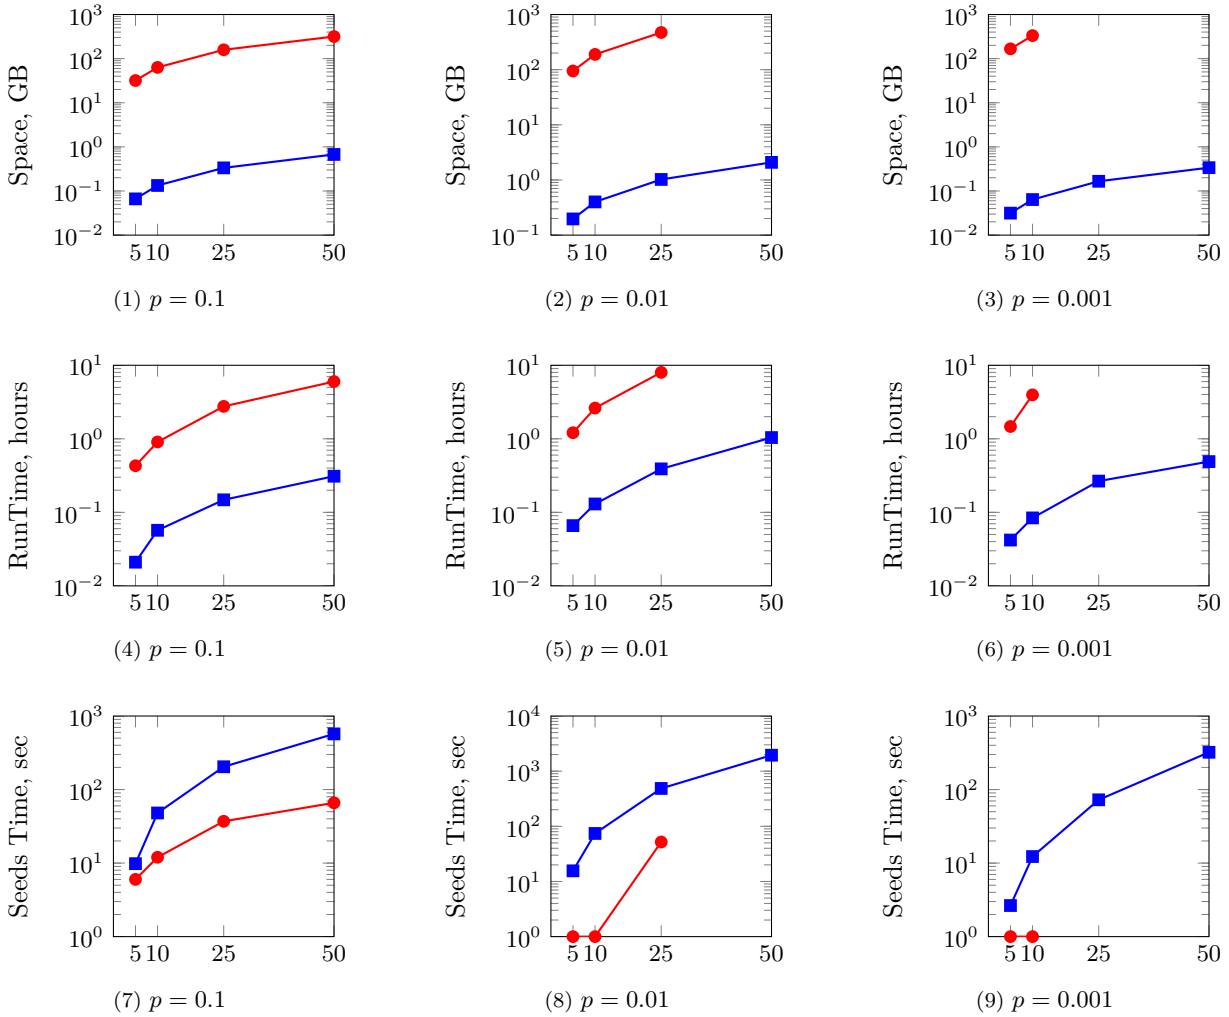 Space, GB
10^3
10^2
10^1
10^0
10^−1
10^−2
5 10 25 50
(1) p = 0.1
Space, GB
10^3
10^2
10^1
10^0
10^−1
5 10 25 50
(2) p = 0.01
Space, GB
10^3
10^2
10^1
10^0
10^−1
10^−2
5 10 25 50
(3) p = 0.001
RunTime, hours
10^1
10^0
10^−1
10^−2
5 10 25 50
(4) p = 0.1
RunTime, hours
10^1
10^0
10^−1
10^−2
5 10 25 50
(5) p = 0.01
RunTime, hours
10^1
10^0
10^−1
10^−2
5 10 25 50
(6) p = 0.001
Seeds Time, sec
10^3
10^2
10^1
10^0
5 10 25 50
(7) p = 0.1
Seeds Time, sec
10^4
10^3
10^2
10^1
10^0
5 10 25 50
(8) p = 0.01
Seeds Time, sec
10^3
10^2
10^1
10^0
5 10 25 50
(9) p = 0.001